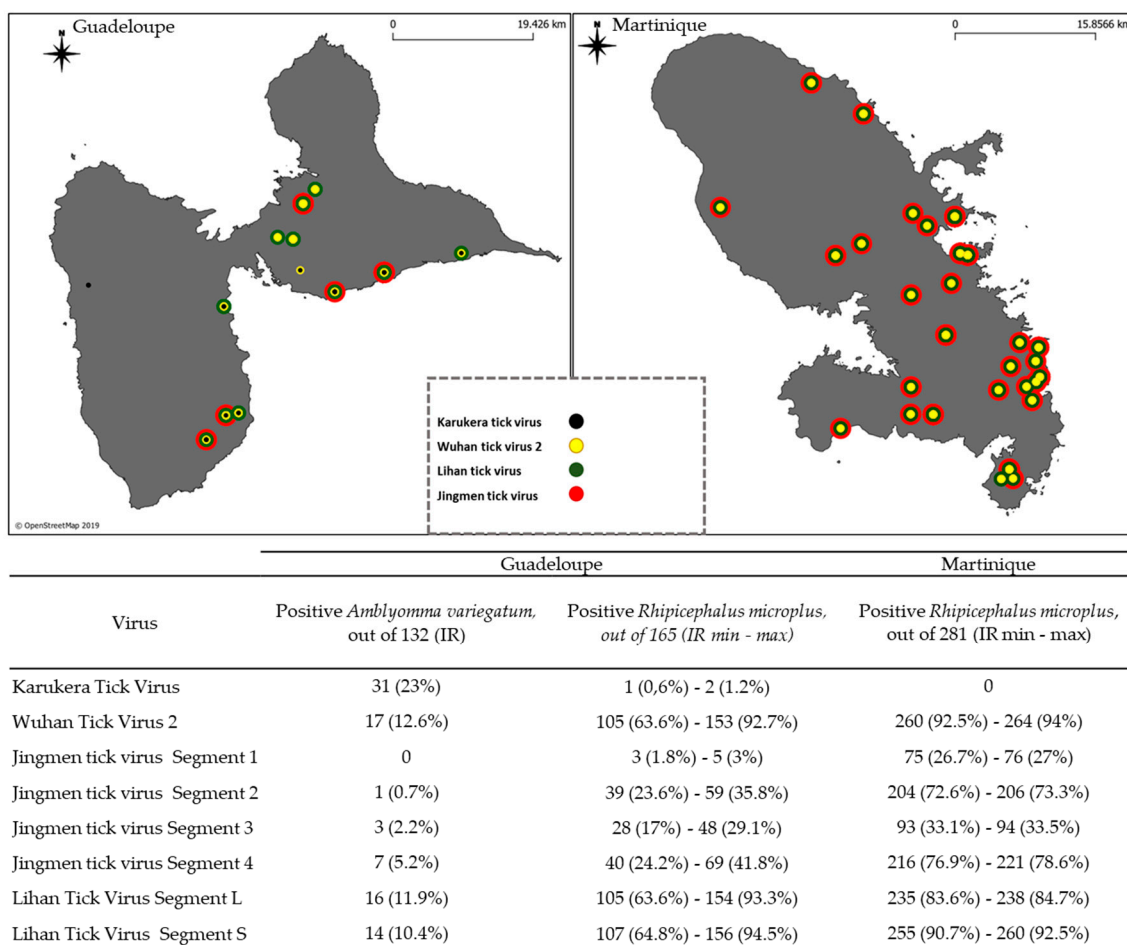 Guadeloupe
0 19.426 km
Martinique
0 15.8566 km
Karukera tick virus
Wuhan tick virus 2
Lihan tick virus
Jingmen tick virus
© OpenStreetMap 2019
Guadeloupe Martinique
Virus
Positive Amblyomma variegatum,
out of 132 (IR)
Positive Rhipicephalus microplus,
out of 165 (IR min - max)
Positive Rhipicephalus microplus,
out of 281 (IR min - max)
Karukera Tick Virus 31 (23%) 1 (0,6%) - 2 (1.2%) 0
Wuhan Tick Virus 2 17 (12.6%) 105 (63.6%) - 153 (92.7%) 260 (92.5%) - 264 (94%)
Jingmen tick virus Segment 1 0 3 (1.8%) - 5 (3%) 75 (26.7%) - 76 (27%)
Jingmen tick virus Segment 2 1 (0.7%) 39 (23.6%) - 59 (35.8%) 204 (72.6%) - 206 (73.3%)
Jingmen tick virus Segment 3 3 (2.2%) 28 (17%) - 48 (29.1%) 93 (33.1%) - 94 (33.5%)
Jingmen tick virus Segment 4 7 (5.2%) 40 (24.2%) - 69 (41.8%) 216 (76.9%) - 221 (78.6%)
Lihan Tick Virus Segment L 16 (11.9%) 105 (63.6%) - 154 (93.3%) 235 (83.6%) - 238 (84.7%)
Lihan Tick Virus Segment S 14 (10.4%) 107 (64.8%) - 156 (94.5%) 255 (90.7%) - 260 (92.5%)